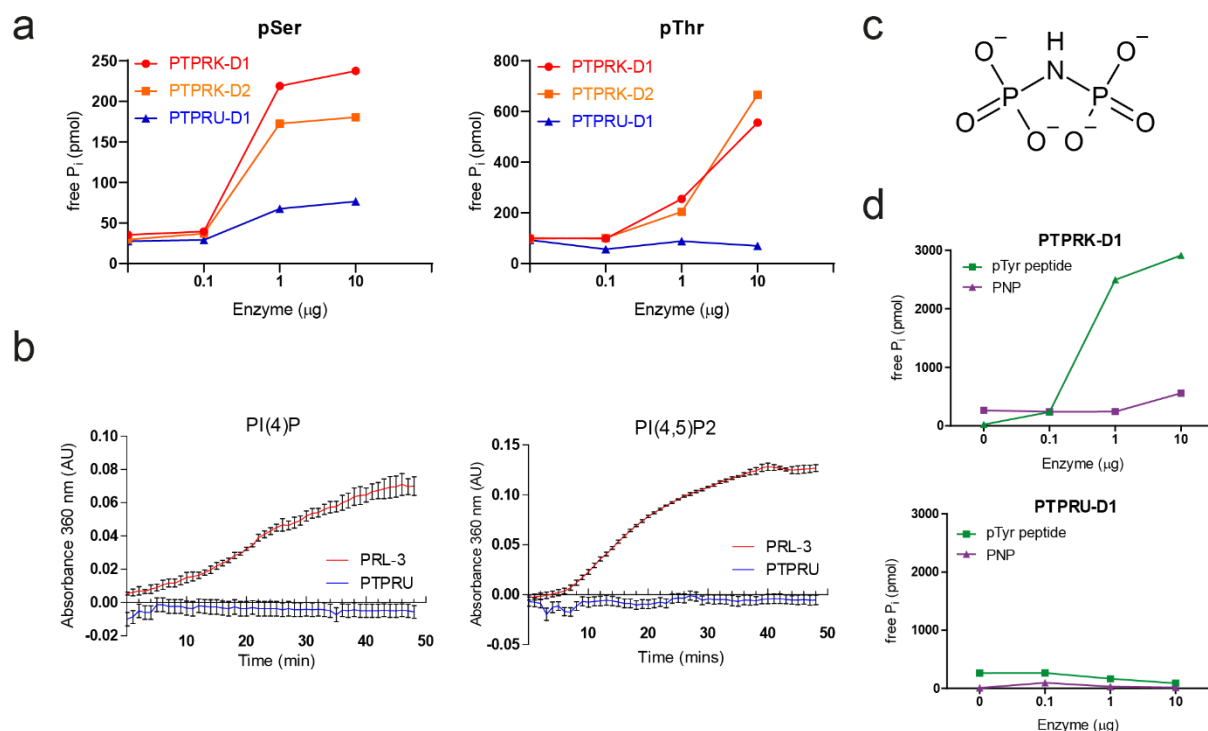 a
pSer
250
200
150
100
50
0
free Pi (pmol)
PTPRK-D1
PTPRK-D2
PTPRU-D1
0.1 1 10
Enzyme (μg)
pThr
800
600
400
200
0
free Pi (pmol)
PTPRK-D1
PTPRK-D2
PTPRU-D1
0.1 1 10
Enzyme (μg)
b
PI(4)P
0.10
0.08
0.06
0.04
0.02
0.00
-0.02
Absorbance 360 nm (AU)
PRL-3
PTPRU
10 20 30 40 50
Time (min)
PI(4,5)P2
0.15
0.10
0.05
0.00
-0.05
Absorbance 360 nm (AU)
PRL-3
PTPRU
10 20 30 40 50
Time (mins)
c
O− H O−
N
P P
O O− O− O
d
PTPRK-D1
3000
2000
1000
0
free Pi (pmol)
pTyr peptide
PNP
0 0.1 1 10
Enzyme (μg)
PTPRU-D1
3000
2000
1000
0
free Pi (pmol)
pTyr peptide
PNP
0 0.1 1 10
Enzyme (μg)